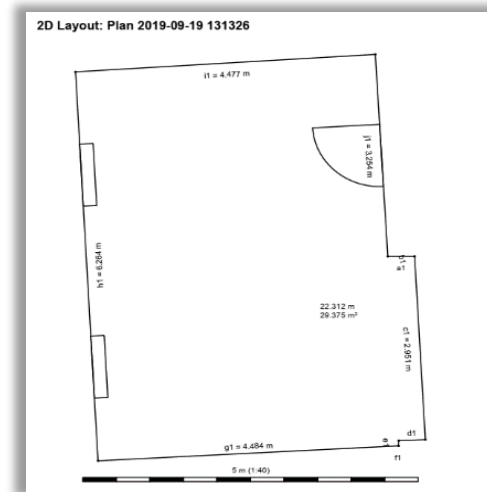 2D Layout: Plan 2019-09-19 131326
i1 = 4.477 m
j1 = 3.254 m
h1 = 6.264 m
b1
a1
22.312 m
29.375 m²
c1 = 2.951 m
d1
e1
g1 = 4.484 m
f1
5 m (1:40)